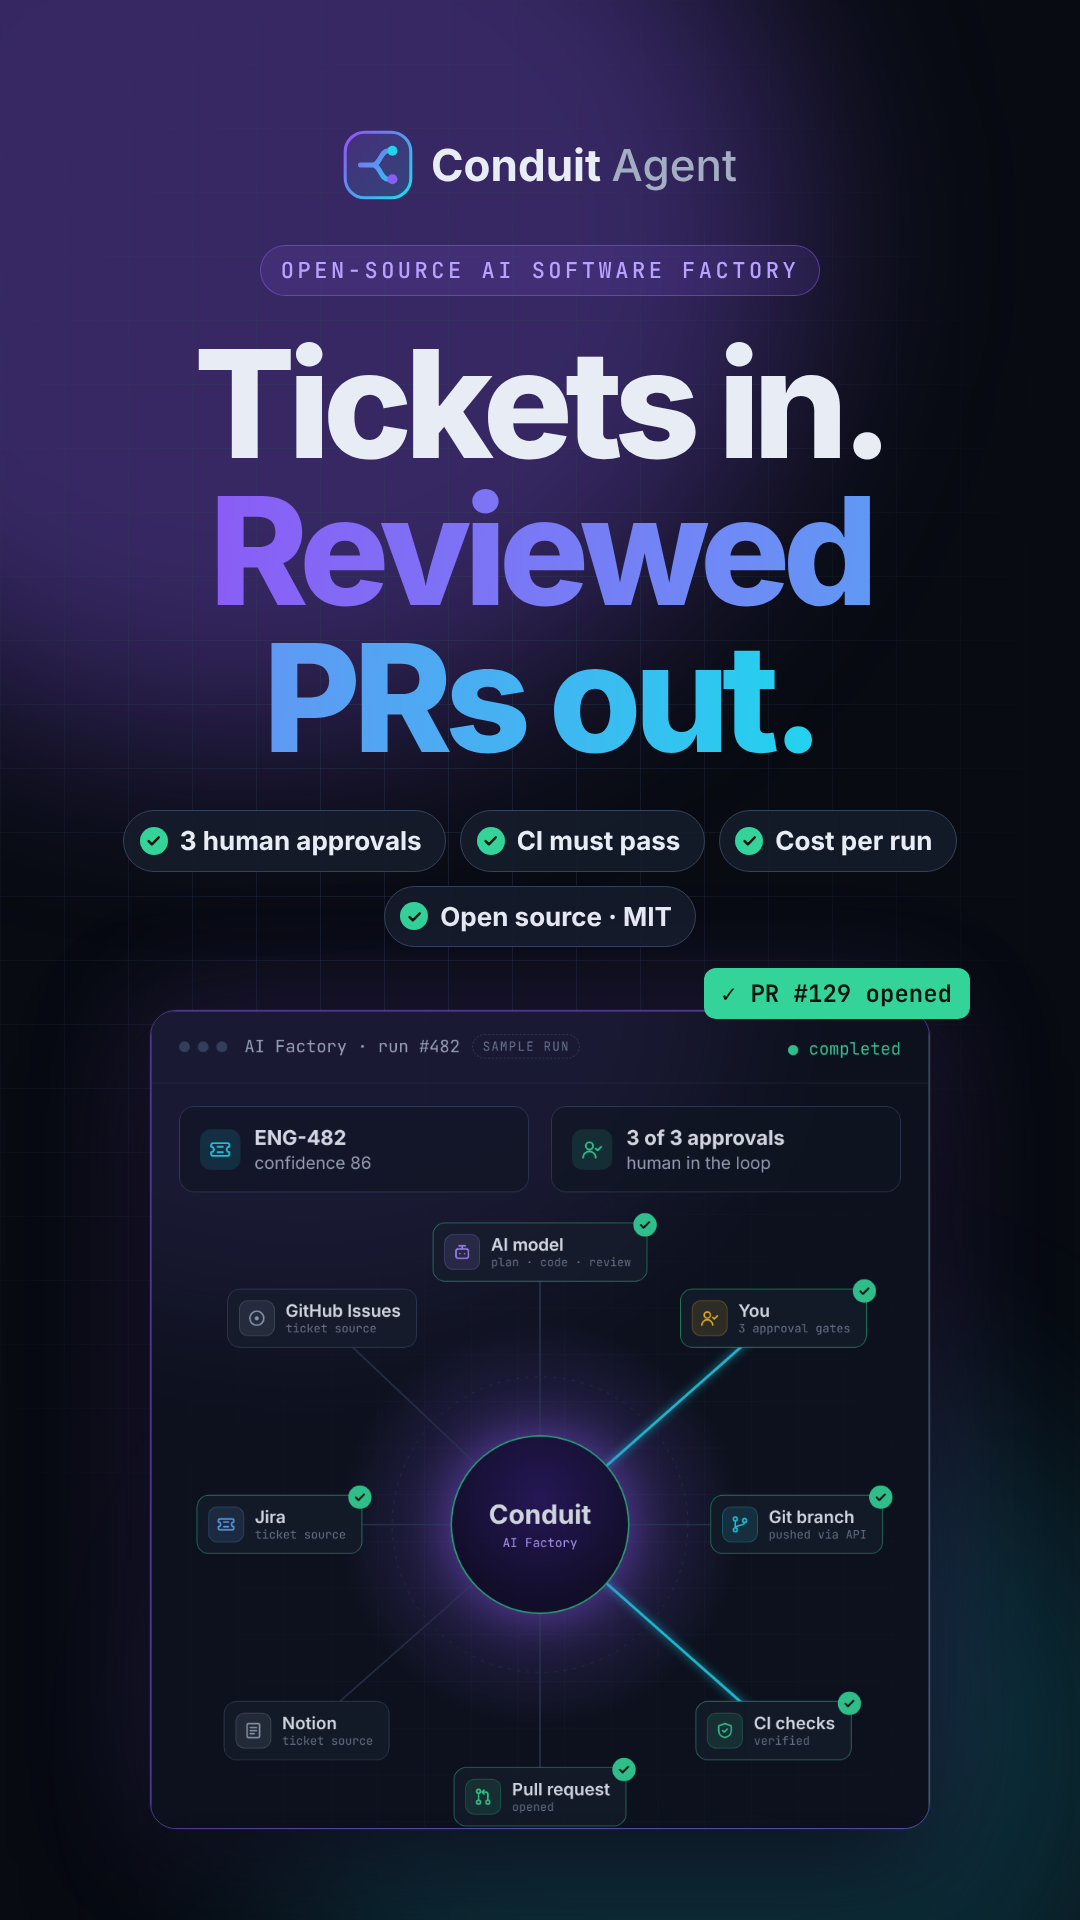 Conduit Agent
OPEN-SOURCE AI SOFTWARE FACTORY
Tickets in.
Reviewed
PRs out.
3 human approvals
CI must pass
Cost per run
Open source · MIT
✓ PR #129 opened
AI Factory · run #482
SAMPLE RUN
completed
ENG-482
confidence 86
3 of 3 approvals
human in the loop
AI model
plan · code · review
GitHub Issues
ticket source
You
3 approval gates
Jira
ticket source
Conduit
AI Factory
Git branch
pushed via API
Notion
ticket source
CI checks
verified
Pull request
opened